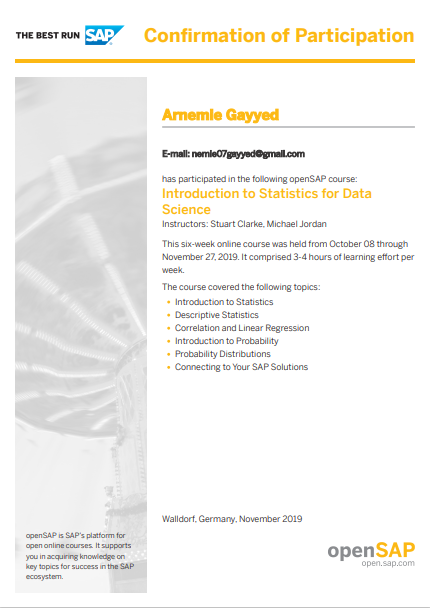 THE BEST RUN SAP
Confirmation of Participation
Arnemie Gayyed
E-mail: nemie07gayyed@gmail.com
has participated in the following openSAP course:
Introduction to Statistics for Data
Science
Instructors: Stuart Clarke, Michael Jordan
This six-week online course was held from October 08 through
November 27, 2019. It comprised 3-4 hours of learning effort per
week.
The course covered the following topics:
• Introduction to Statistics
• Descriptive Statistics
• Correlation and Linear Regression
• Introduction to Probability
• Probability Distributions
• Connecting to Your SAP Solutions
Walldorf, Germany, November 2019
openSAP is SAP's platform for
open online courses. It supports
you in acquiring knowledge on
key topics for success in the SAP
ecosystem.
openSAP
open.sap.com